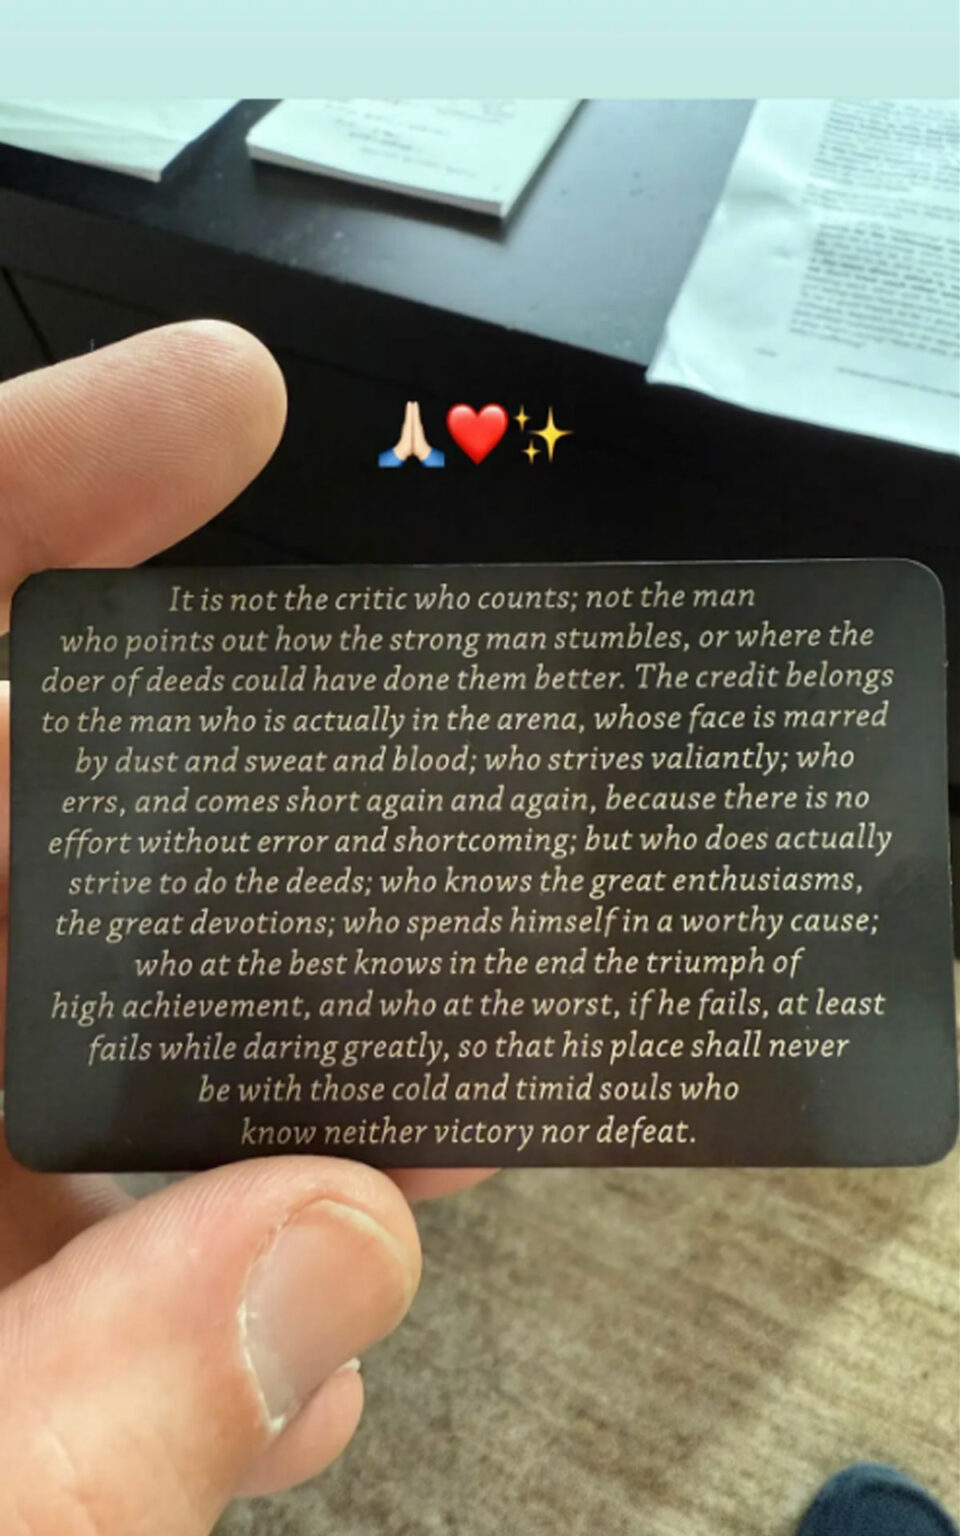 It is not the critic who counts; not the man
who points out how the strong man stumbles, or where the
doer of deeds could have done them better. The credit belongs
to the man who is actually in the arena, whose face is marred
by dust and sweat and blood; who strives valiantly; who
errs, and comes short again and again, because there is no
effort without error and shortcoming; but who does actually
strive to do the deeds; who knows the great enthusiasms,
the great devotions; who spends himself in a worthy cause;
who at the best knows in the end the triumph of
high achievement, and who at the worst, if he fails, at least
fails while daring greatly, so that his place shall never
be with those cold and timid souls who
know neither victory nor defeat.